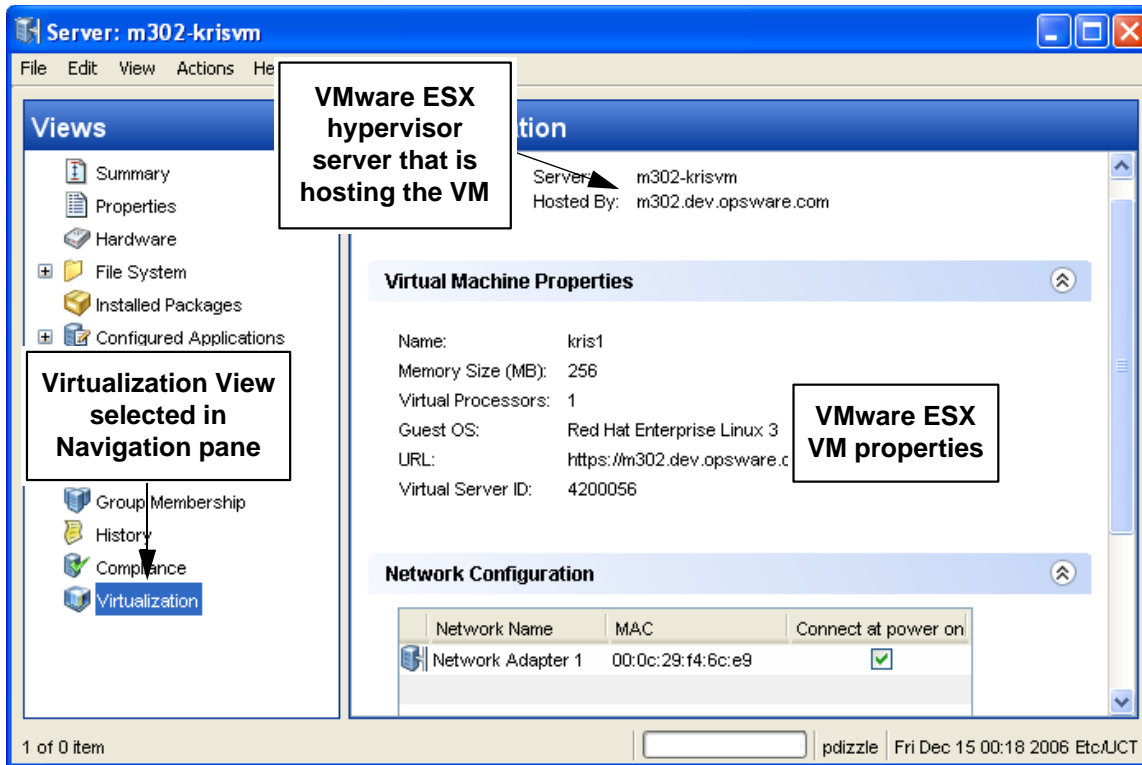 Server: m302-krisvm
File Edit View Actions He
Views
tion
VMware ESX
hypervisor
server that is
hosting the VM
Summary
Properties
Hardware
File System
Installed Packages
Configured Applications
Virtualization View
selected in
Navigation pane
Group Membership
History
Compliance
Virtualization
Server: m302-krisvm
Hosted By: m302.dev.opsware.com
Virtual Machine Properties
Name: kris1
Memory Size (MB): 256
Virtual Processors: 1
Guest OS: Red Hat Enterprise Linux 3
URL: https://m302.dev.opsware.c
Virtual Server ID: 4200056
VMware ESX
VM properties
Network Configuration
Network Name MAC Connect at power on
Network Adapter 1 00:0c:29:f4:6c:e9
1 of 0 item
pdizzle Fri Dec 15 00:18 2006 Etc/UCT